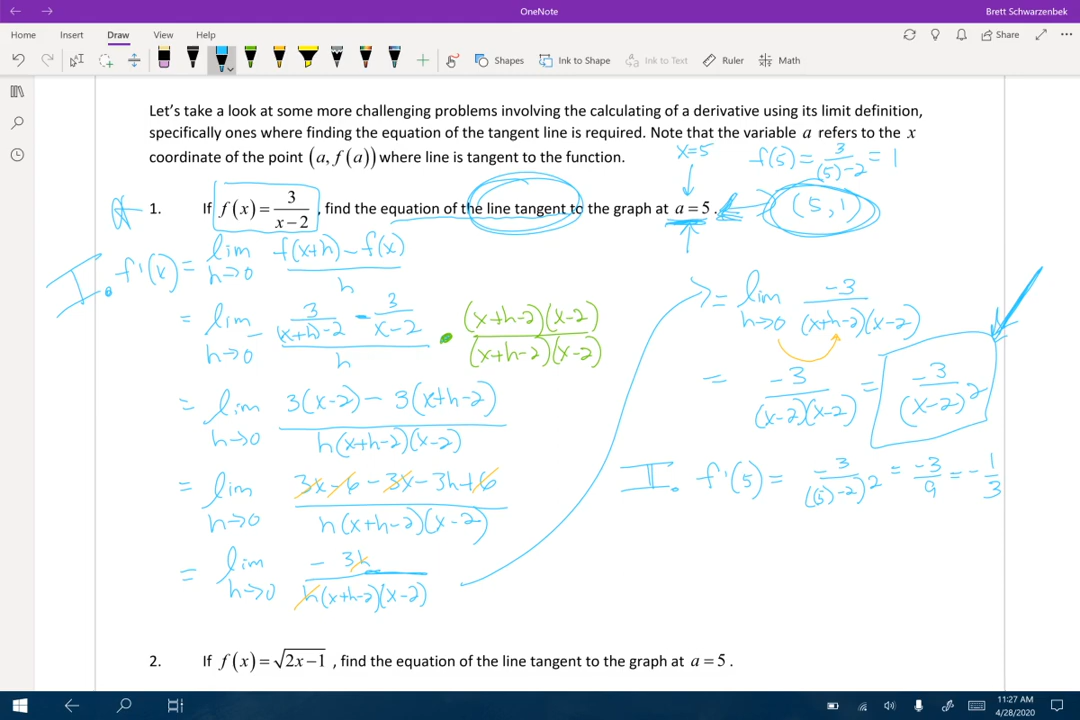 OneNote
Brett Schwarzenbek
Home Insert Draw View Help
Share
Shapes Ink to Shape Ink to Text Ruler Math
Let's take a look at some more challenging problems involving the calculating of a derivative using its limit definition,
specifically ones where finding the equation of the tangent line is required. Note that the variable a refers to the x
coordinate of the point (a, f(a)) where line is tangent to the function.
x=5
f(5) = 3/((5)-2) = 1
1. If f(x) = 3/(x-2), find the equation of the line tangent to the graph at a = 5.
(5,1)
I. f'(x) = lim h→0 (f(x+h) - f(x))/h
= lim h→0 (3/((x+h)-2) - 3/(x-2))/h • ((x+h-2)(x-2))/((x+h-2)(x-2))
= lim h→0 (3(x-2) - 3(x+h-2))/(h(x+h-2)(x-2))
= lim h→0 (3x-6-3x-3h+6)/(h(x+h-2)(x-2))
= lim h→0 -3h/(h(x+h-2)(x-2))
= lim h→0 -3/((x+h-2)(x-2))
= -3/((x-2)(x-2)) = -3/(x-2)²
II. f'(5) = -3/((5)-2)² = -3/9 = -1/3
2. If f(x) = √(2x-1), find the equation of the line tangent to the graph at a = 5.
11:27 AM
4/28/2020